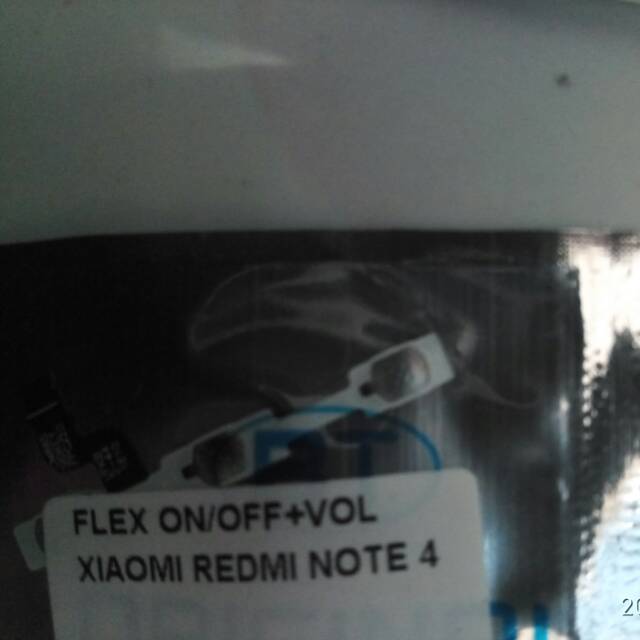 FLEX ON/OFF+VOL
XIAOMI REDMI NOTE 4